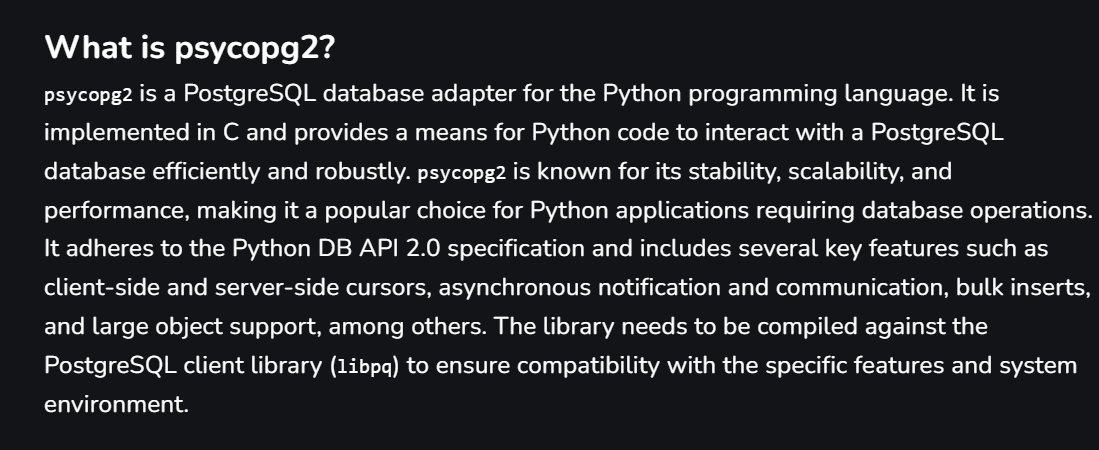 What is psycopg2?
psycopg2 is a PostgreSQL database adapter for the Python programming language. It is
implemented in C and provides a means for Python code to interact with a PostgreSQL
database efficiently and robustly. psycopg2 is known for its stability, scalability, and
performance, making it a popular choice for Python applications requiring database operations.
It adheres to the Python DB API 2.0 specification and includes several key features such as
client-side and server-side cursors, asynchronous notification and communication, bulk inserts,
and large object support, among others. The library needs to be compiled against the
PostgreSQL client library (libpq) to ensure compatibility with the specific features and system
environment.